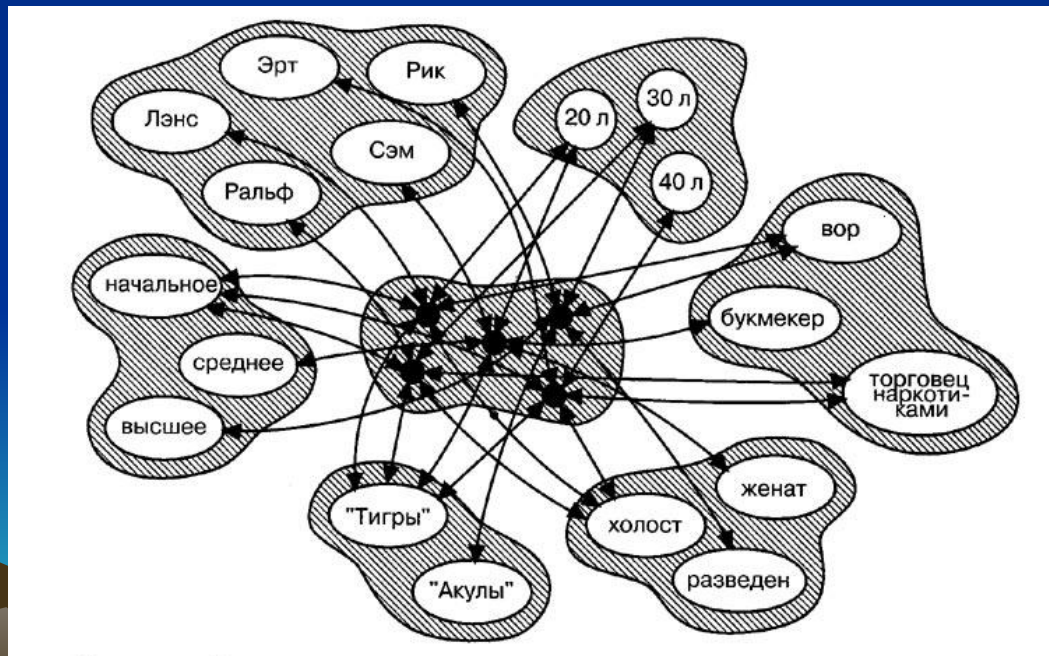 Эрт
Рик
Лэнс
Сэм
Ральф
20 л
30 л
40 л
вор
букмекер
торговец
наркоти-
ками
начальное
среднее
высшее
"Тигры"
"Акулы"
женат
холост
разведен